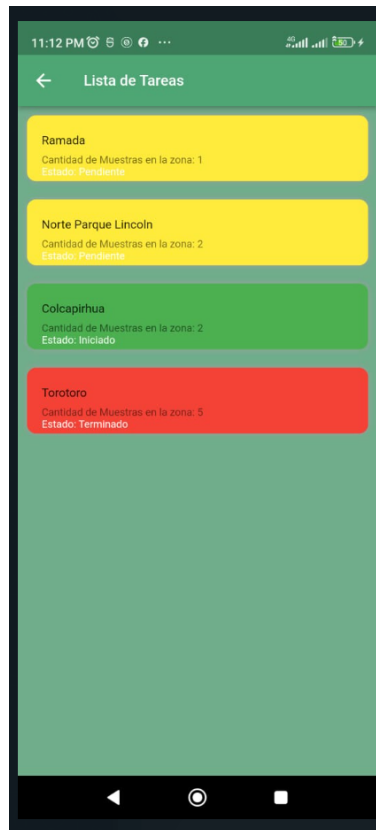 11:12 PM
4G
50
Lista de Tareas
Ramada
Cantidad de Muestras en la zona: 1
Estado: Pendiente
Norte Parque Lincoln
Cantidad de Muestras en la zona: 2
Estado: Pendiente
Colcapirhua
Cantidad de Muestras en la zona: 2
Estado: Iniciado
Torotoro
Cantidad de Muestras en la zona: 5
Estado: Terminado